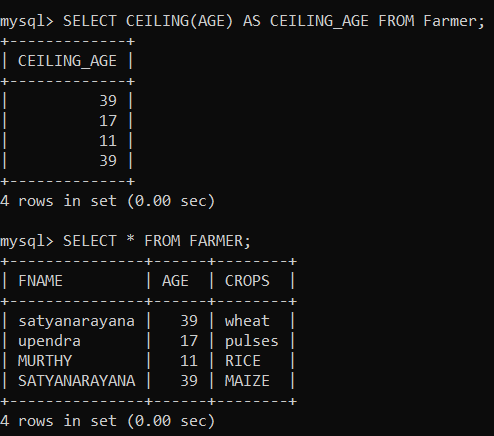 mysql> SELECT CEILING(AGE) AS CEILING_AGE FROM Farmer;
+-------------+
| CEILING_AGE |
+-------------+
|          39 |
|          17 |
|          11 |
|          39 |
+-------------+
4 rows in set (0.00 sec)

mysql> SELECT * FROM FARMER;
+--------------+------+--------+
| FNAME        | AGE  | CROPS  |
+--------------+------+--------+
| satyanarayana |   39 | wheat  |
| upendra      |   17 | pulses |
| MURTHY       |   11 | RICE   |
| SATYANARAYANA |   39 | MAIZE  |
+--------------+------+--------+
4 rows in set (0.00 sec)